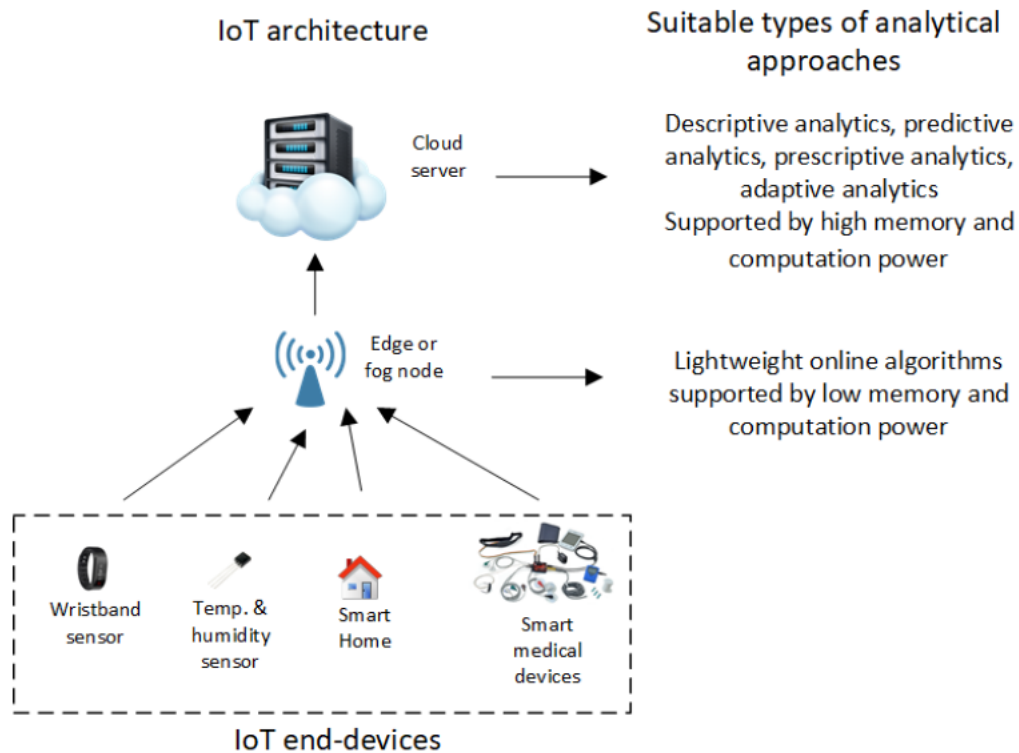 IoT architecture
Suitable types of analytical
approaches
Cloud
server
Descriptive analytics, predictive
analytics, prescriptive analytics,
adaptive analytics
Supported by high memory and
computation power
Edge or
fog node
Lightweight online algorithms
supported by low memory and
computation power
Wristband
sensor
Temp. &
humidity
sensor
Smart
Home
Smart
medical
devices
IoT end-devices